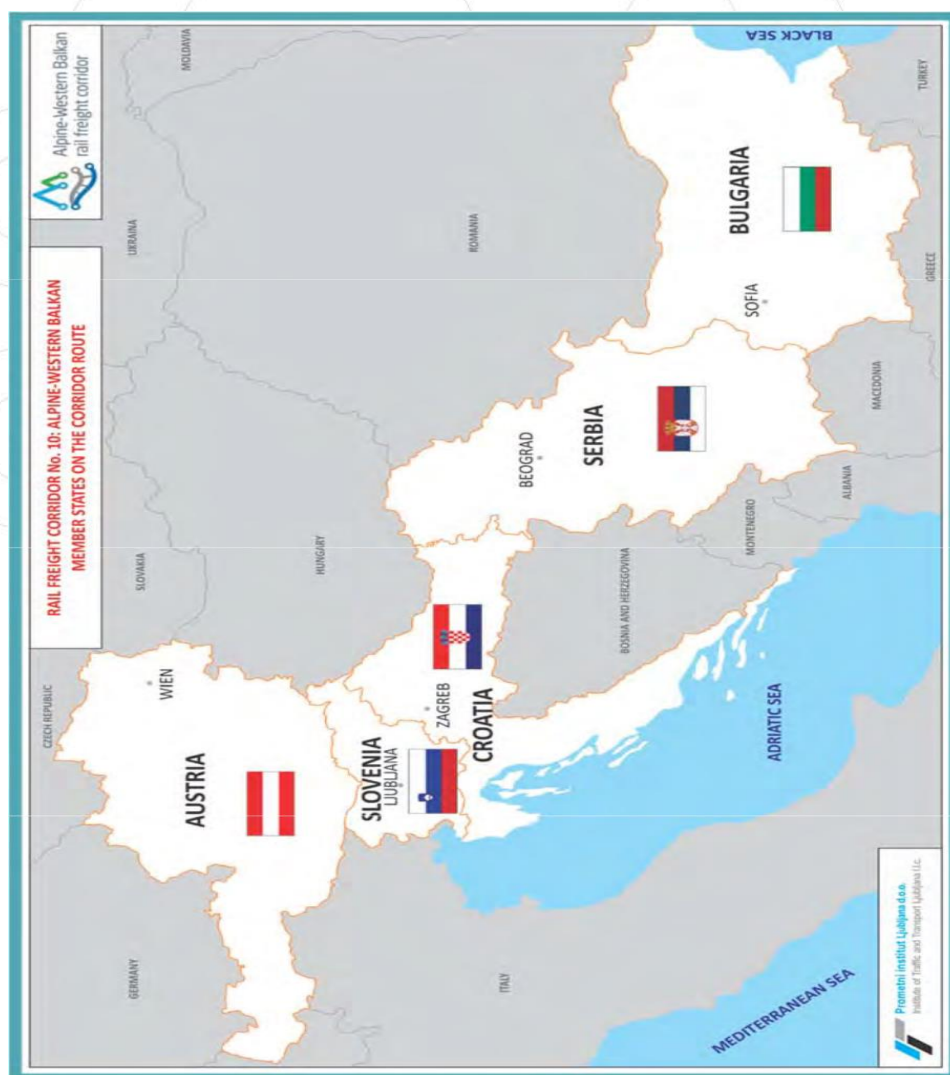 RAIL FREIGHT CORRIDOR No. 10: ALPINE-WESTERN BALKAN
MEMBER STATES ON THE CORRIDOR ROUTE
Alpine-Western Balkan
rail freight corridor
CZECH REPUBLIC
SLOVAKIA
UKRAINE
MOLDAVIA
GERMANY
WIEN
AUSTRIA
HUNGARY
ROMANIA
SLOVENIA
LJUBLJANA
ZAGREB
CROATIA
BEOGRAD
SERBIA
BULGARIA
SOFIA
BLACK SEA
ITALY
BOSNIA AND HERZEGOVINA
MONTENEGRO
ALBANIA
MACEDONIA
GREECE
TURKEY
ADRIATIC SEA
MEDITERRANEAN SEA
Prometni institut Ljubljana d.o.o.
Institute of Traffic and Transport Ljubljana l.l.c.